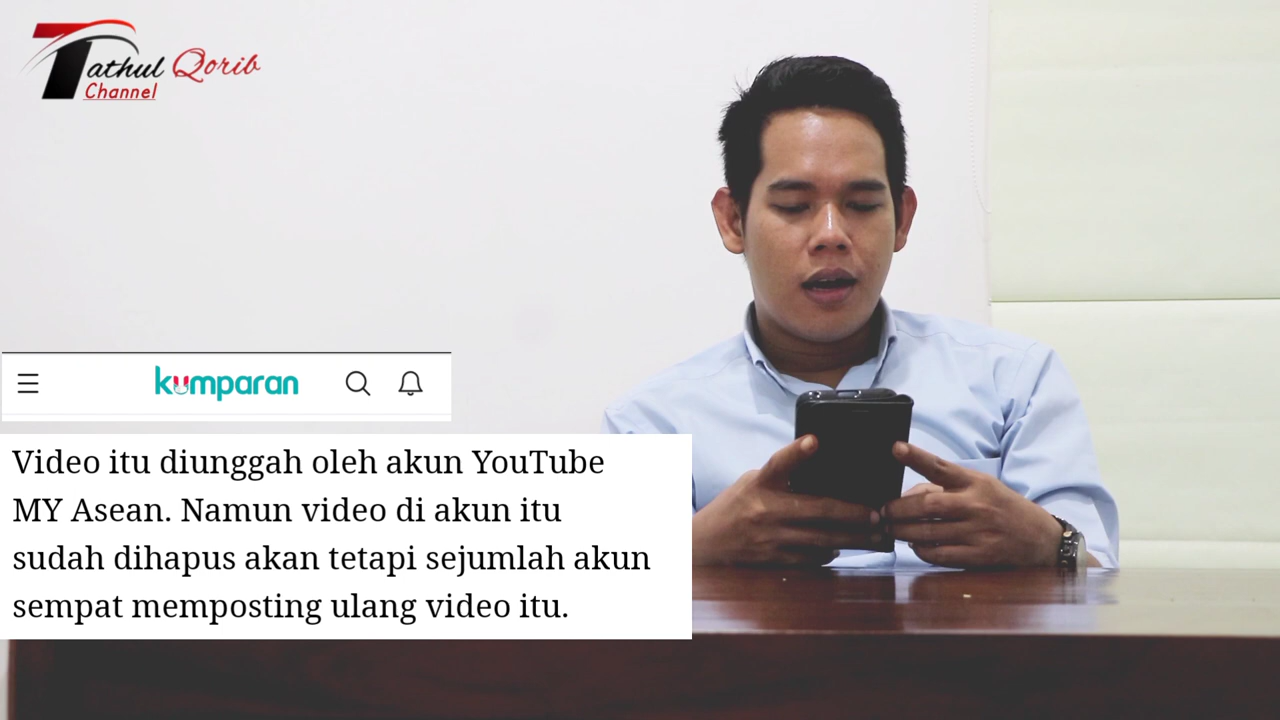 Tathul Qorib
Channel
kumparan
Video itu diunggah oleh akun YouTube
MY Asean. Namun video di akun itu
sudah dihapus akan tetapi sejumlah akun
sempat memposting ulang video itu.